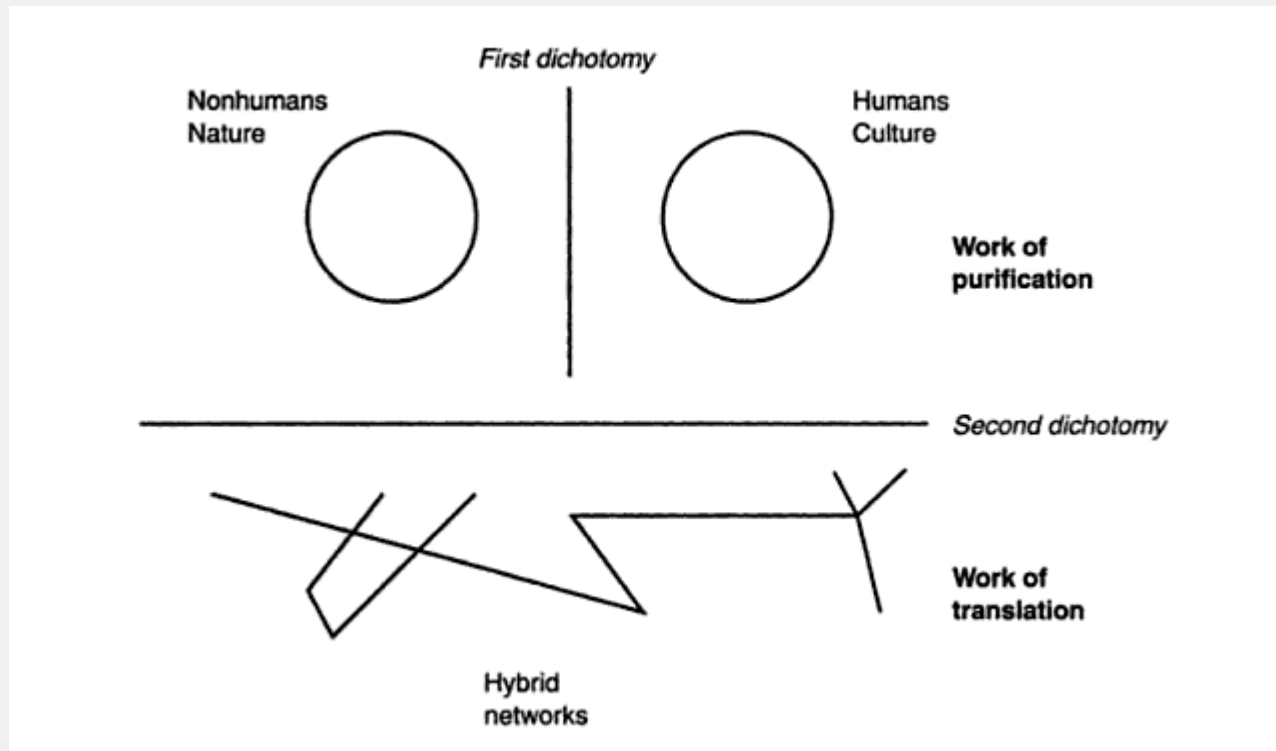 First dichotomy
Nonhumans
Nature
Humans
Culture
Work of
purification
Second dichotomy
Work of
translation
Hybrid
networks